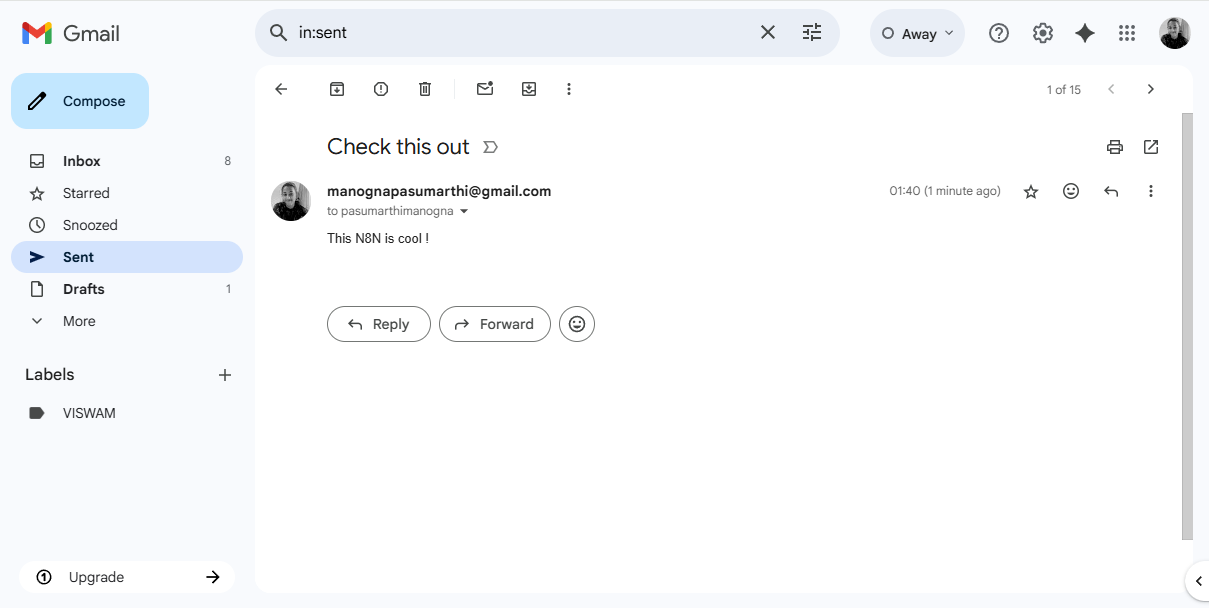 Gmail
in:sent
Away
Compose
1 of 15
Inbox 8
Starred
Snoozed
Sent
Drafts 1
More
Labels
VISWAM
Upgrade
Check this out
manognapasumarthi@gmail.com
01:40 (1 minute ago)
to pasumarthimanogna
This N8N is cool !
Reply
Forward